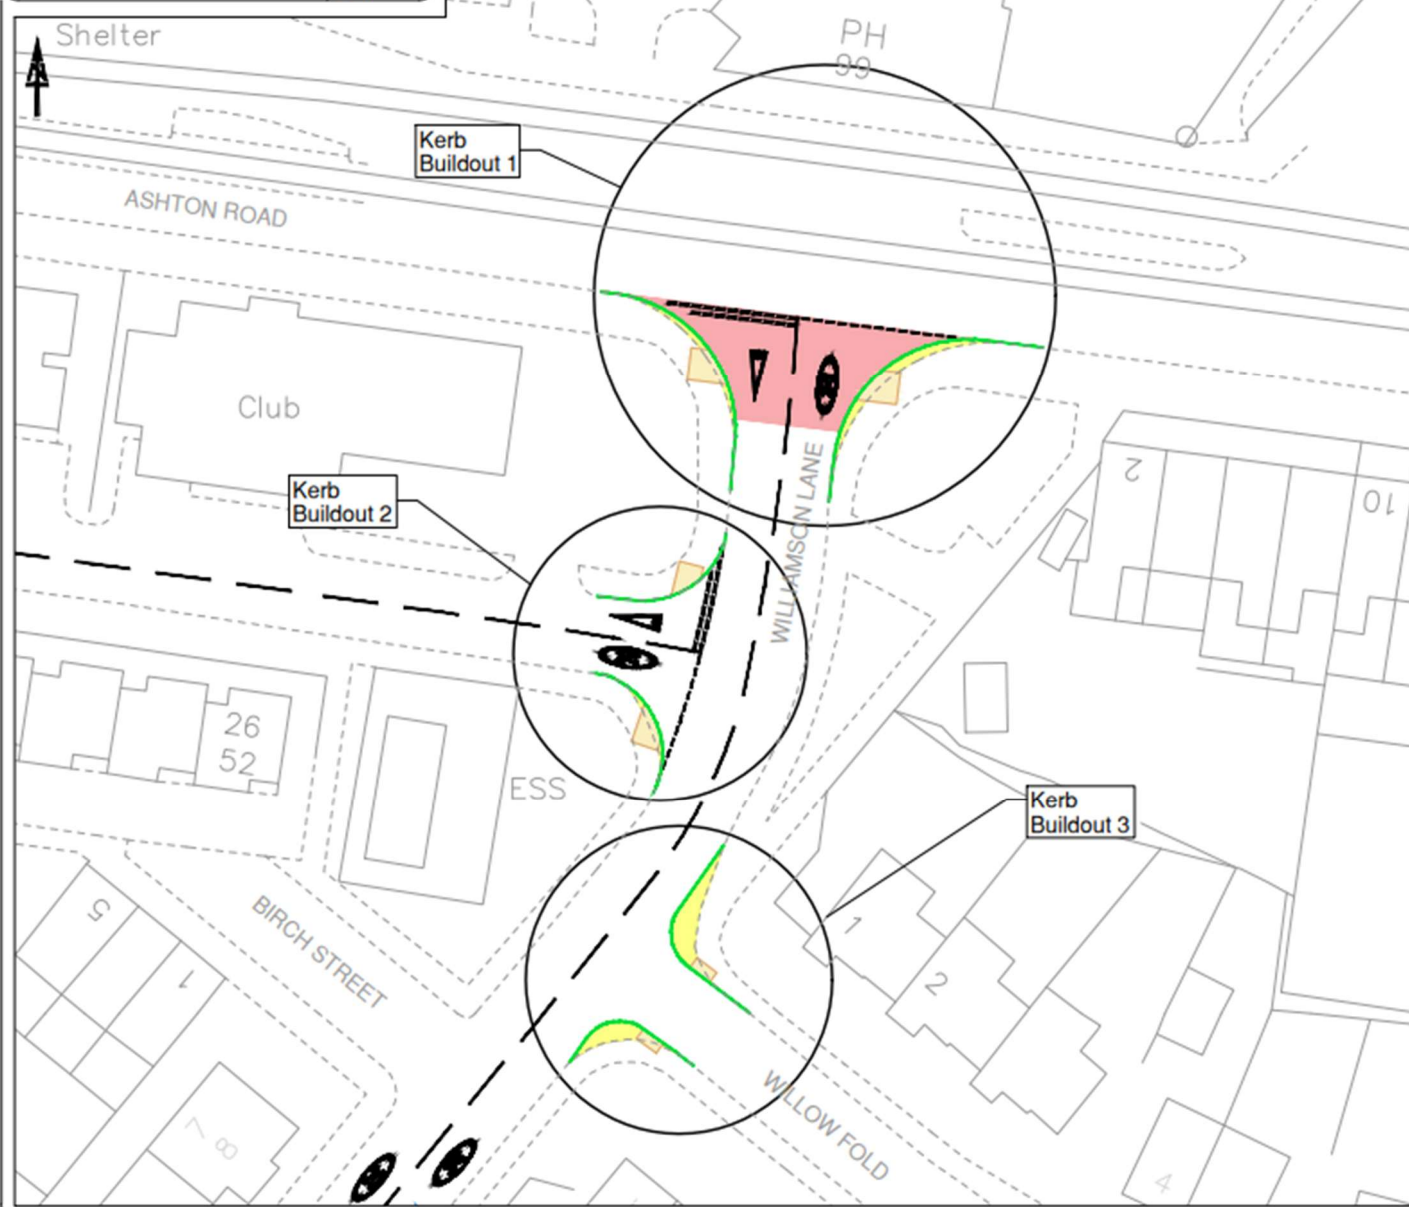 Shelter
PH
99
Kerb
Buildout 1
ASHTON ROAD
Club
Kerb
Buildout 2
WILLIAMSON LANE
2
10
26
52
ESS
Kerb
Buildout 3
5
1
BIRCH STREET
1
2
7
8
WILLOW FOLD
4